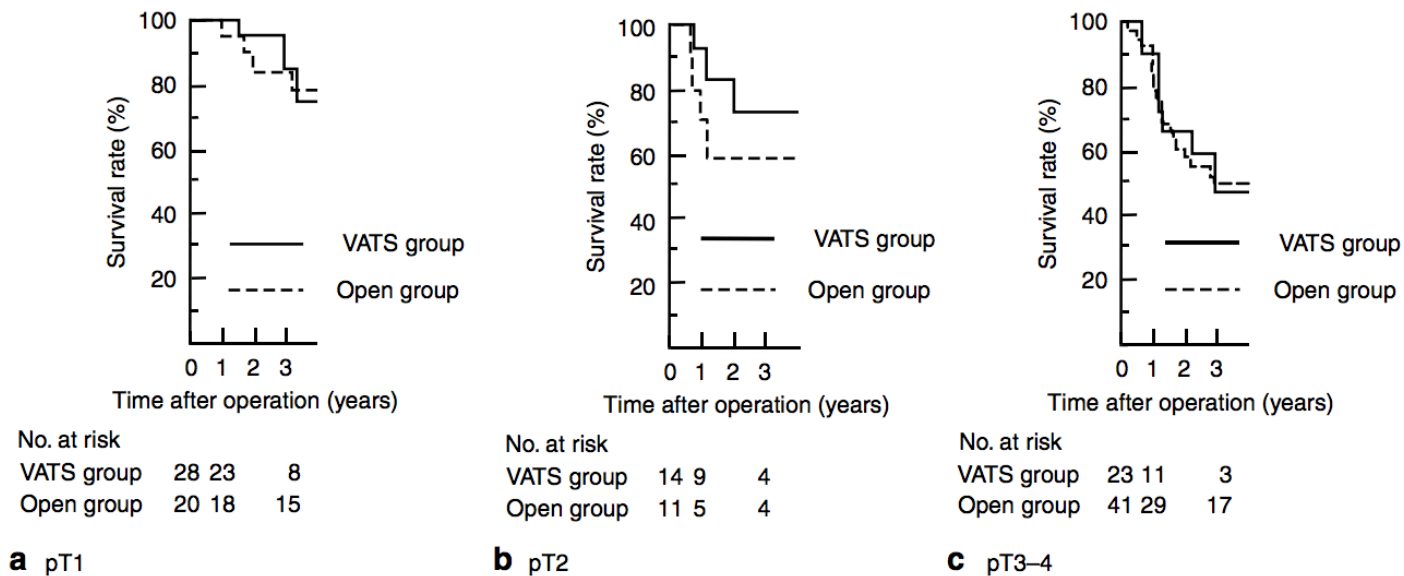 100
80
60
40
20
Survival rate (%)
VATS group
Open group
0 1 2 3
Time after operation (years)
No. at risk
VATS group 28 23 8
Open group 20 18 15
a pT1
100
80
60
40
20
Survival rate (%)
VATS group
Open group
0 1 2 3
Time after operation (years)
No. at risk
VATS group 14 9 4
Open group 11 5 4
b pT2
100
80
60
40
20
Survival rate (%)
VATS group
Open group
0 1 2 3
Time after operation (years)
No. at risk
VATS group 23 11 3
Open group 41 29 17
c pT3–4